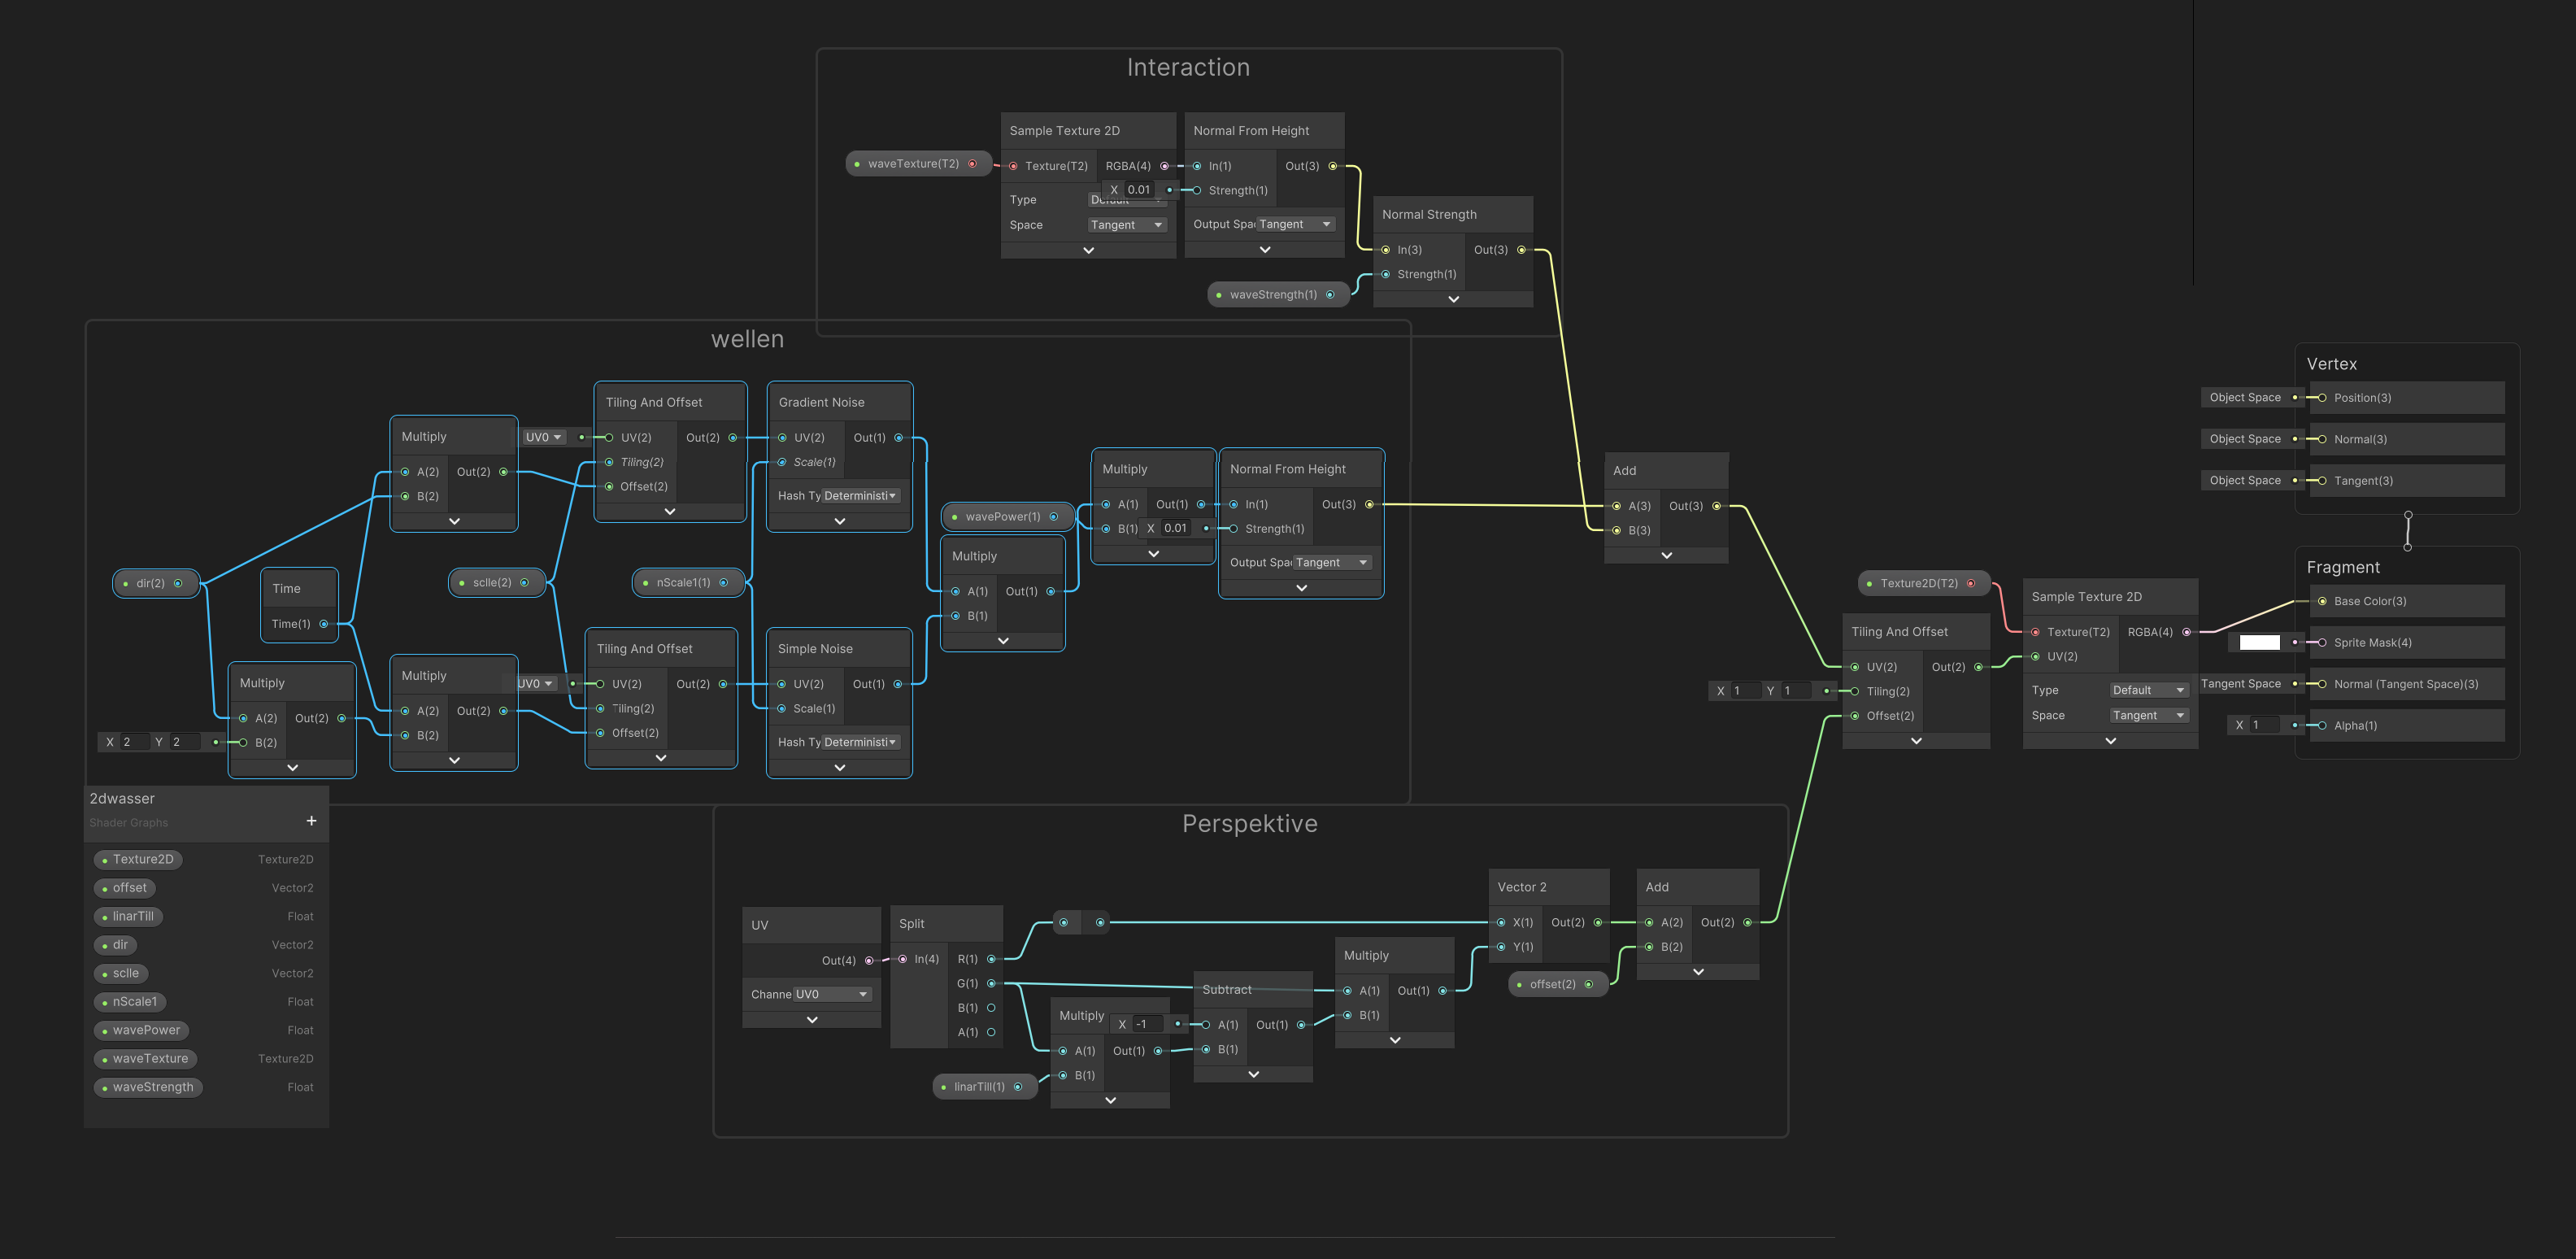 Interaction
waveTexture(T2)
Sample Texture 2D
Texture(T2) RGBA(4)
Type Default
Space Tangent
X 0.01
Normal From Height
In(1) Out(3)
Strength(1)
Output Spac Tangent
waveStrength(1)
Normal Strength
In(3) Out(3)
Strength(1)
wellen
dir(2)
Time
Time(1)
Multiply
A(2) Out(2)
B(2)
X 2 Y 2
Multiply
A(2) Out(2)
B(2)
Multiply
A(2) Out(2)
B(2)
sclle(2)
UV0
Tiling And Offset
UV(2) Out(2)
Tiling(2)
Offset(2)
UV0
Tiling And Offset
UV(2) Out(2)
Tiling(2)
Offset(2)
nScale1(1)
Gradient Noise
UV(2) Out(1)
Scale(1)
Hash Ty Deterministi
Simple Noise
UV(2) Out(1)
Scale(1)
Hash Ty Deterministi
wavePower(1)
Multiply
A(1) Out(1)
B(1)
Multiply
A(1) Out(1)
B(1)
X 0.01
Normal From Height
In(1) Out(3)
Strength(1)
Output Spac Tangent
Add
A(3) Out(3)
B(3)
Texture2D(T2)
X 1 Y 1
Tiling And Offset
UV(2) Out(2)
Tiling(2)
Offset(2)
Sample Texture 2D
Texture(T2) RGBA(4)
UV(2)
Type Default
Space Tangent
Vertex
Object Space Position(3)
Object Space Normal(3)
Object Space Tangent(3)
Fragment
Base Color(3)
Sprite Mask(4)
Tangent Space Normal (Tangent Space)(3)
X 1 Alpha(1)
2dwasser
Shader Graphs +
Texture2D Texture2D
offset Vector2
linarTill Float
dir Vector2
sclle Vector2
nScale1 Float
wavePower Float
waveTexture Texture2D
waveStrength Float
Perspektive
UV
Out(4)
Channe UV0
Split
In(4) R(1)
G(1)
B(1)
A(1)
linarTill(1)
Multiply
A(1) Out(1)
B(1)
X -1
Subtract
A(1) Out(1)
B(1)
Multiply
A(1) Out(1)
B(1)
Vector 2
X(1) Out(2)
Y(1)
offset(2)
Add
A(2) Out(2)
B(2)